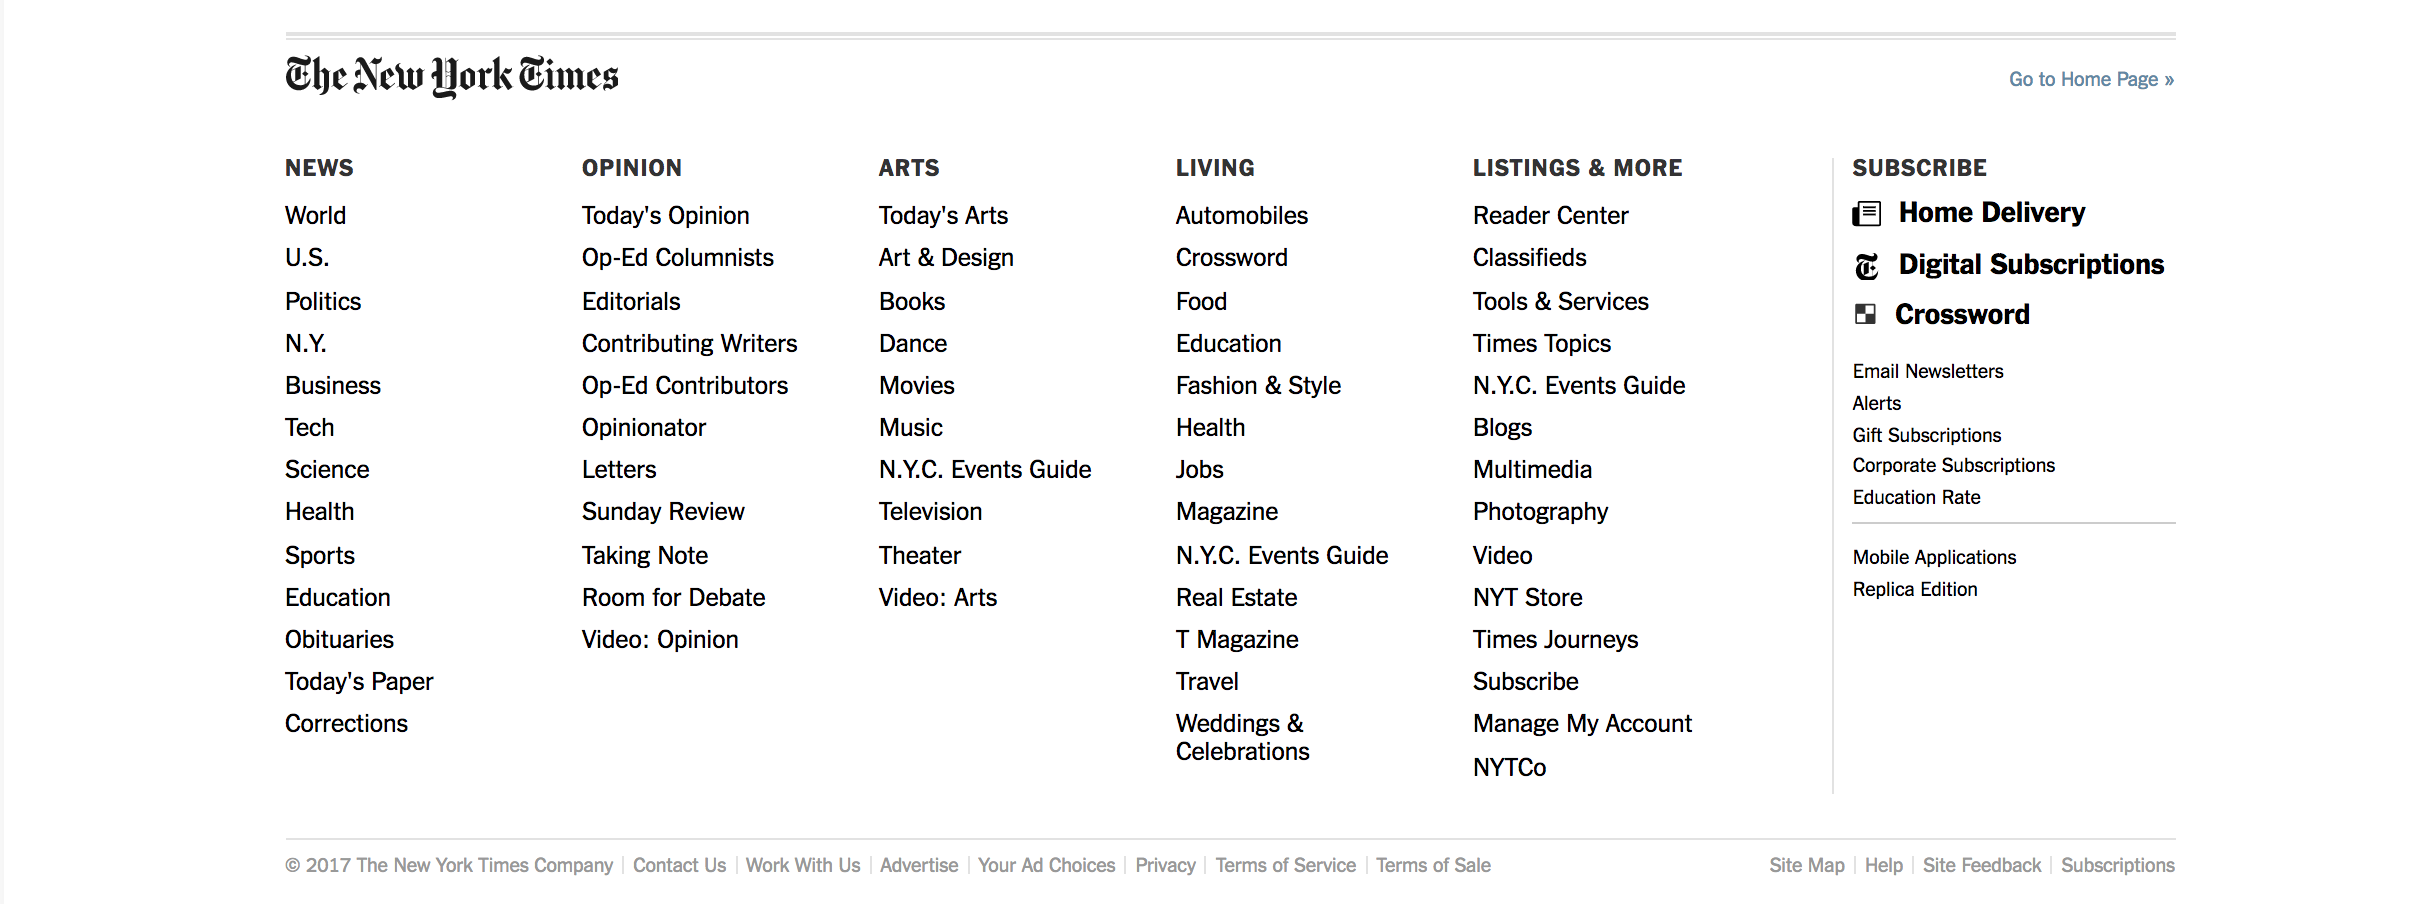 The New York Times
Go to Home Page »
NEWS
World
U.S.
Politics
N.Y.
Business
Tech
Science
Health
Sports
Education
Obituaries
Today's Paper
Corrections
OPINION
Today's Opinion
Op-Ed Columnists
Editorials
Contributing Writers
Op-Ed Contributors
Opinionator
Letters
Sunday Review
Taking Note
Room for Debate
Video: Opinion
ARTS
Today's Arts
Art & Design
Books
Dance
Movies
Music
N.Y.C. Events Guide
Television
Theater
Video: Arts
LIVING
Automobiles
Crossword
Food
Education
Fashion & Style
Health
Jobs
Magazine
N.Y.C. Events Guide
Real Estate
T Magazine
Travel
Weddings &
Celebrations
LISTINGS & MORE
Reader Center
Classifieds
Tools & Services
Times Topics
N.Y.C. Events Guide
Blogs
Multimedia
Photography
Video
NYT Store
Times Journeys
Subscribe
Manage My Account
NYTCo
SUBSCRIBE
Home Delivery
T Digital Subscriptions
Crossword
Email Newsletters
Alerts
Gift Subscriptions
Corporate Subscriptions
Education Rate
Mobile Applications
Replica Edition
© 2017 The New York Times Company | Contact Us | Work With Us | Advertise | Your Ad Choices | Privacy | Terms of Service | Terms of Sale
Site Map | Help | Site Feedback | Subscriptions